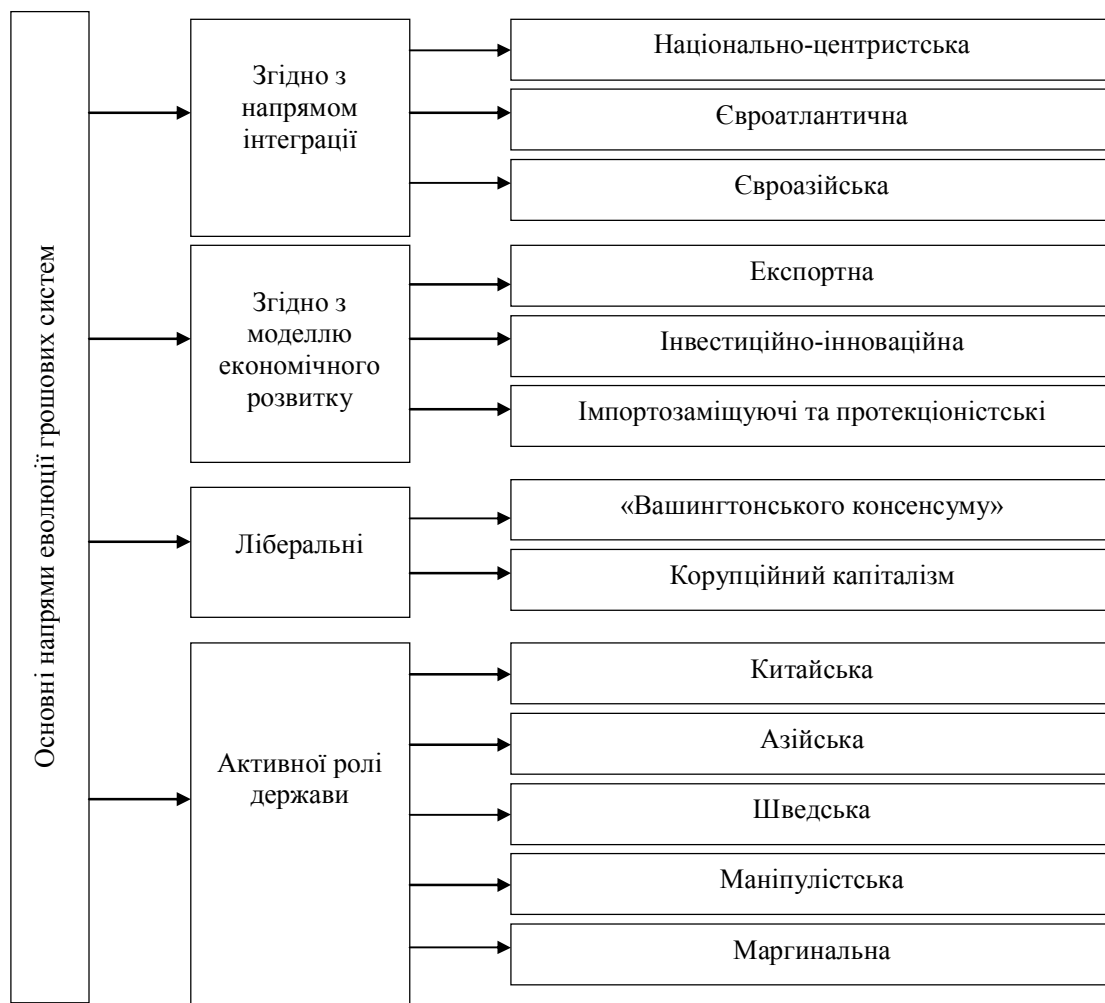 Основні напрями еволюції грошових систем
Згідно з
напрямом
інтеграції
Національно-центристська
Євроатлантична
Євроазійська
Згідно з
моделлю
економічного
розвитку
Експортна
Інвестиційно-інноваційна
Імпортозаміщуючі та протекціоністські
Ліберальні
«Вашингтонського консенсуму»
Корупційний капіталізм
Активної ролі
держави
Китайська
Азійська
Шведська
Маніпулістська
Маргинальна